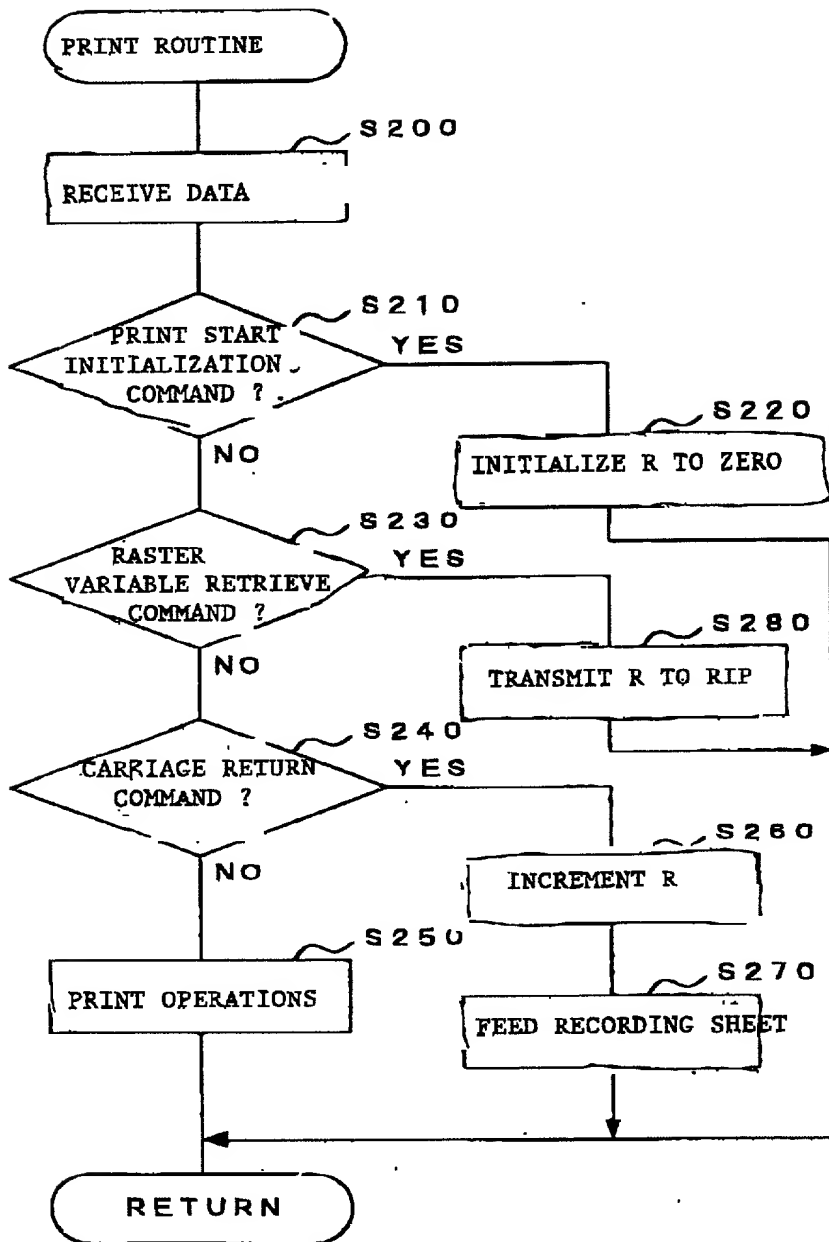 PRINT ROUTINE
S200
RECEIVE DATA
S210
PRINT START
INITIALIZATION
COMMAND ?
YES
NO
S220
INITIALIZE R TO ZERO
S230
RASTER
VARIABLE RETRIEVE
COMMAND ?
YES
NO
S280
TRANSMIT R TO RIP
S240
CARRIAGE RETURN
COMMAND ?
YES
NO
S260
INCREMENT R
S250
PRINT OPERATIONS
S270
FEED RECORDING SHEET
RETURN